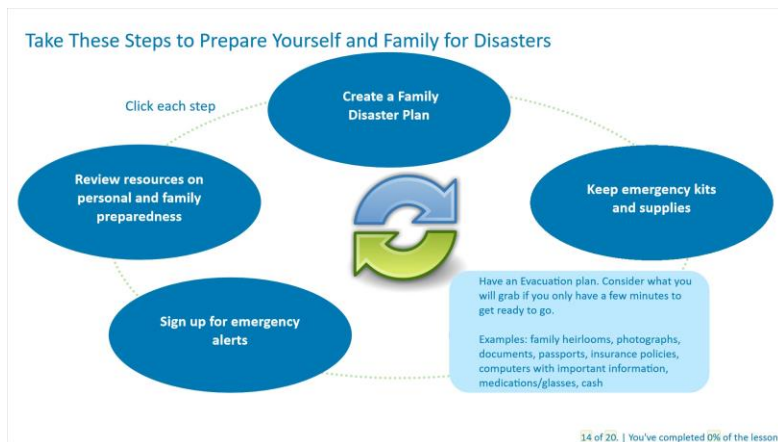 Take These Steps to Prepare Yourself and Family for Disasters
Click each step
Create a Family
Disaster Plan
Review resources on
personal and family
preparedness
Keep emergency kits
and supplies
Sign up for emergency
alerts
Have an Evacuation plan. Consider what you
will grab if you only have a few minutes to
get ready to go.
Examples: family heirlooms, photographs,
documents, passports, insurance policies,
computers with important information,
medications/glasses, cash
14 of 20. | You've completed 0% of the lesson